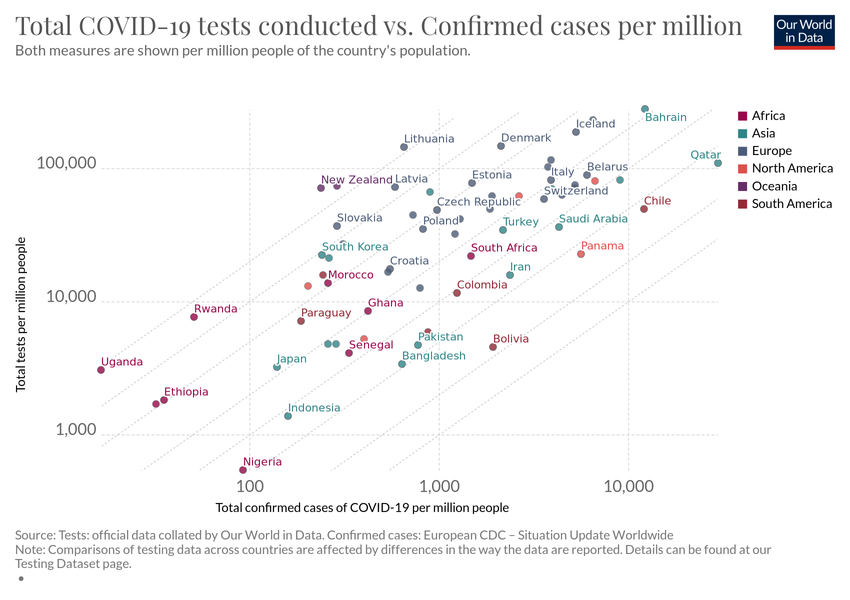 Total COVID-19 tests conducted vs. Confirmed cases per million
Both measures are shown per million people of the country's population.
Our World
in Data
Iceland
Bahrain
Lithuania
Denmark
100,000
Qatar
Italy
Belarus
New Zealand
Latvia
Estonia
Switzerland
Czech Republic
Chile
Slovakia
Poland
Turkey
Saudi Arabia
South Korea
South Africa
Panama
Croatia
Iran
Morocco
Colombia
10,000
Rwanda
Paraguay
Ghana
Senegal
Pakistan
Bolivia
Uganda
Japan
Bangladesh
Ethiopia
Indonesia
1,000
Nigeria
Africa
Asia
Europe
North America
Oceania
South America
Total tests per million people
100
1,000
10,000
Total confirmed cases of COVID-19 per million people
Source: Tests: official data collated by Our World in Data. Confirmed cases: European CDC – Situation Update Worldwide
Note: Comparisons of testing data across countries are affected by differences in the way the data are reported. Details can be found at our
Testing Dataset page.